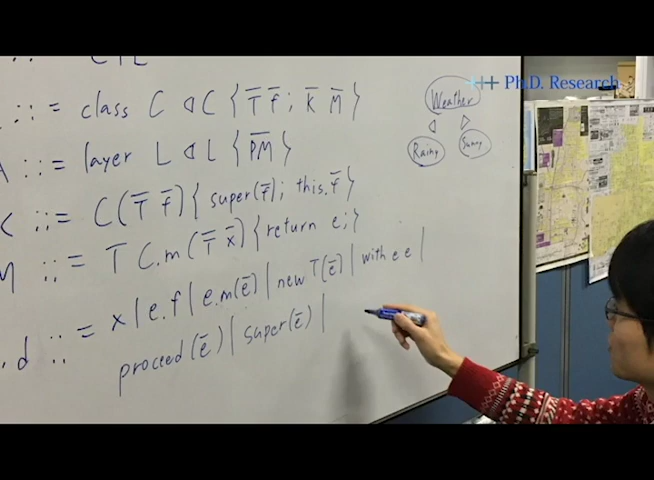 Ph.D. Research
::= class C ◁ C { T̄ f̄ ; K̄ M̄ }
::= layer L ◁ L { P̄M̄ }
K ::= C ( T̄ f̄ ) { super(f̄); this.f̄ }
M ::= T C.m ( T̄ x̄ ) { return e; }
d ::= x | e.f | e.m(ē) | new T(ē) | with e e |
proceed(ē) | super(ē) |
Weather
Rainy
Sunny